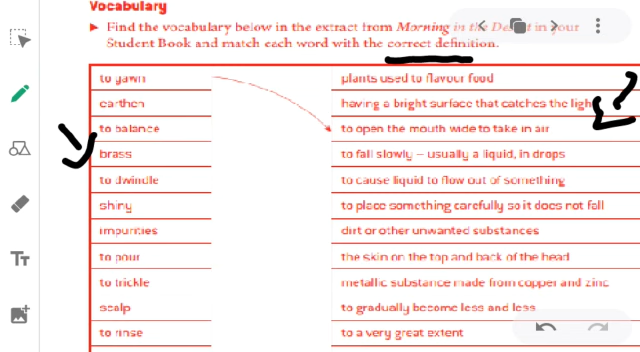 Vocabulary
► Find the vocabulary below in the extract from Morning in the Desert in your
Student Book and match each word with the correct definition.
to yawn plants used to flavour food
earthen having a bright surface that catches the light
to balance to open the mouth wide to take in air
brass to fall slowly – usually a liquid, in drops
to dwindle to cause liquid to flow out of something
shiny to place something carefully so it does not fall
impurities dirt or other unwanted substances
to pour the skin on the top and back of the head
to trickle metallic substance made from copper and zinc
scalp to gradually become less and less
to rinse to a very great extent
Tт